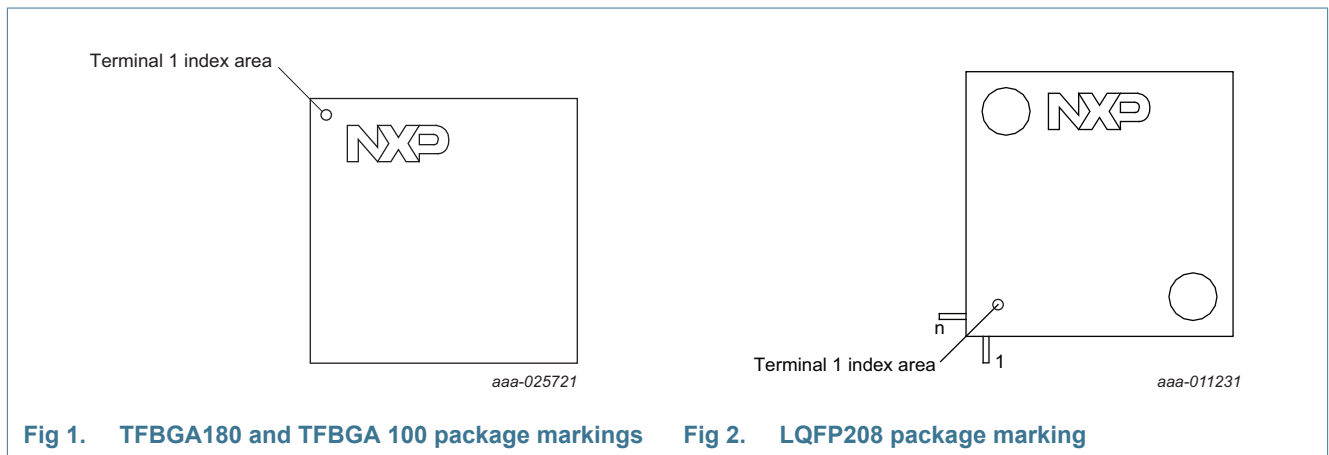 Terminal 1 index area
NXP
aaa-025721
NXP
n
1
Terminal 1 index area
aaa-011231
Fig 1. TFBGA180 and TFBGA 100 package markings
Fig 2. LQFP208 package marking